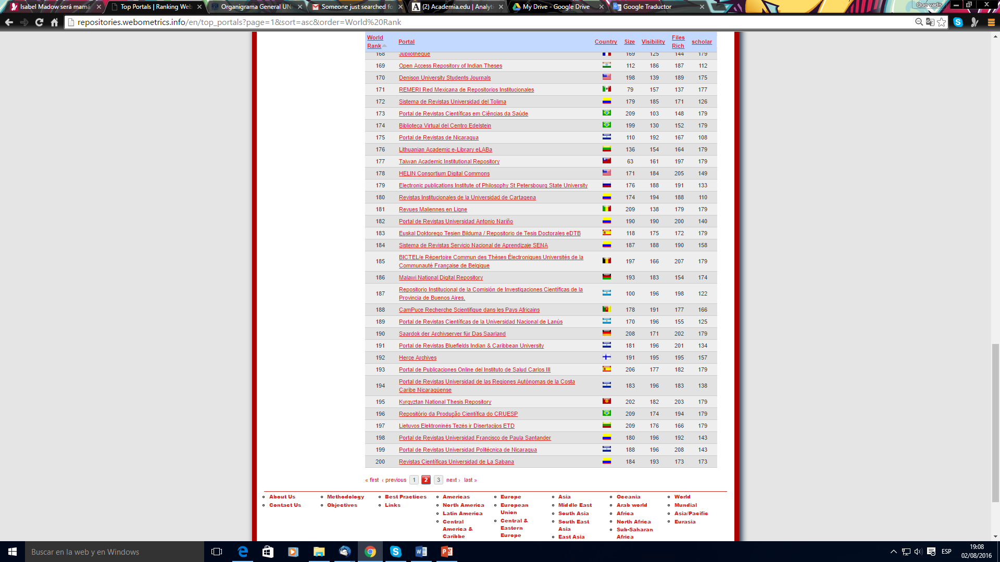 Isabel Madow será mamá
Top Portals | Ranking Web
Organigrama General UNA
Someone just searched fo
(2) Academia.edu | Analyti
My Drive - Google Drive
Google Traductor
Quo vadis
repositories.webometrics.info/en/top_portals?page=1&sort=asc&order=World%20Rank
World Rank Portal Country Size Visibility Files Rich scholar
168 Jubliothèque 169 125 144 179
169 Open Access Repository of Indian Theses 112 186 187 112
170 Denison University Students Journals 198 139 189 175
171 REMERI Red Mexicana de Repositorios Institucionales 79 157 137 177
172 Sistema de Revistas Universidad del Tolima 179 185 171 126
173 Portal de Revistas Científicas em Ciências da Saúde 209 103 148 179
174 Biblioteca Virtual del Centro Edelstein 199 130 152 179
175 Portal de Revistas de Nicaragua 110 192 167 108
176 Lithuanian Academic e-Library eLABa 136 154 164 179
177 Taiwan Academic Institutional Repository 63 161 197 179
178 HELIN Consortium Digital Commons 171 184 205 149
179 Electronic publications Institute of Philosophy St Petersbourg State University 176 188 191 133
180 Revistas Institucionales de la Universidad de Cartagena 174 194 188 110
181 Revues Maliennes en Ligne 209 138 179 179
182 Portal de Revistas Universidad Antonio Nariño 190 190 200 140
183 Euskal Doktorego Tesien Bilduma / Repositorio de Tesis Doctorales eDTB 118 175 172 179
184 Sistema de Revistas Servicio Nacional de Aprendizaje SENA 187 188 190 158
185 BICTEL/e Répertoire Commun des Thèses Électroniques Universités de la
Communauté Française de Belgique 197 166 207 179
186 Malawi National Digital Repository 193 183 154 174
187 Repositorio Institucional de la Comisión de Investigaciones Científicas de la
Provincia de Buenos Aires, 100 196 198 122
188 CamPuce Recherche Scientifique dans les Pays Africains 178 191 177 166
189 Portal de Revistas Científicas de la Universidad Nacional de Lanús 170 196 155 125
190 Saardok der Archivserver für Das Saarland 208 171 202 179
191 Portal de Revistas Bluefields Indian & Caribbean University 181 196 201 134
192 Herce Archives 191 195 195 157
193 Portal de Publicaciones Online del Instituto de Salud Carlos III 206 177 182 179
194 Portal de Revistas Universidad de las Regiones Autónomas de la Costa
Caribe Nicaragüense 183 196 183 138
195 Kyrgyztan National Thesis Repository 202 182 203 179
196 Repositório da Produção Científica do CRUESP 209 174 194 179
197 Lietuvos Elektroninés Tezés ir Disertacijos ETD 209 176 166 179
198 Portal de Revistas Universidad Francisco de Paula Santander 180 196 192 143
199 Portal de Revistas Universidad Politécnica de Nicaragua 188 196 208 143
200 Revistas Científicas Universidad de La Sabana 184 193 173 173
« first ‹ previous 1 2 3 next › last »
About Us
Contact Us
Methodology
Objectives
Best Practices
Links
Americas
North America
Latin America
Central
America &
Caribbe
Europe
European
Union
Central &
Eastern
Europe
Asia
Middle East
South Asia
South East
Asia
East Asia
Oceania
Arab world
Africa
North Africa
Sub-Saharan
Africa
World
Mundial
Asia/Pacific
Eurasia
Buscar en la web y en Windows
ESP
19:08
02/08/2016